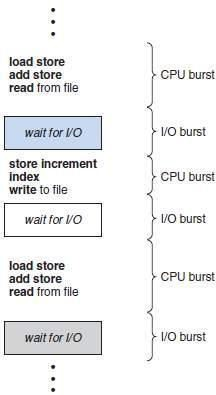 load store
add store
read from file
CPU burst
wait for I/O
I/O burst
store increment
index
write to file
CPU burst
wait for I/O
I/O burst
load store
add store
read from file
CPU burst
wait for I/O
I/O burst